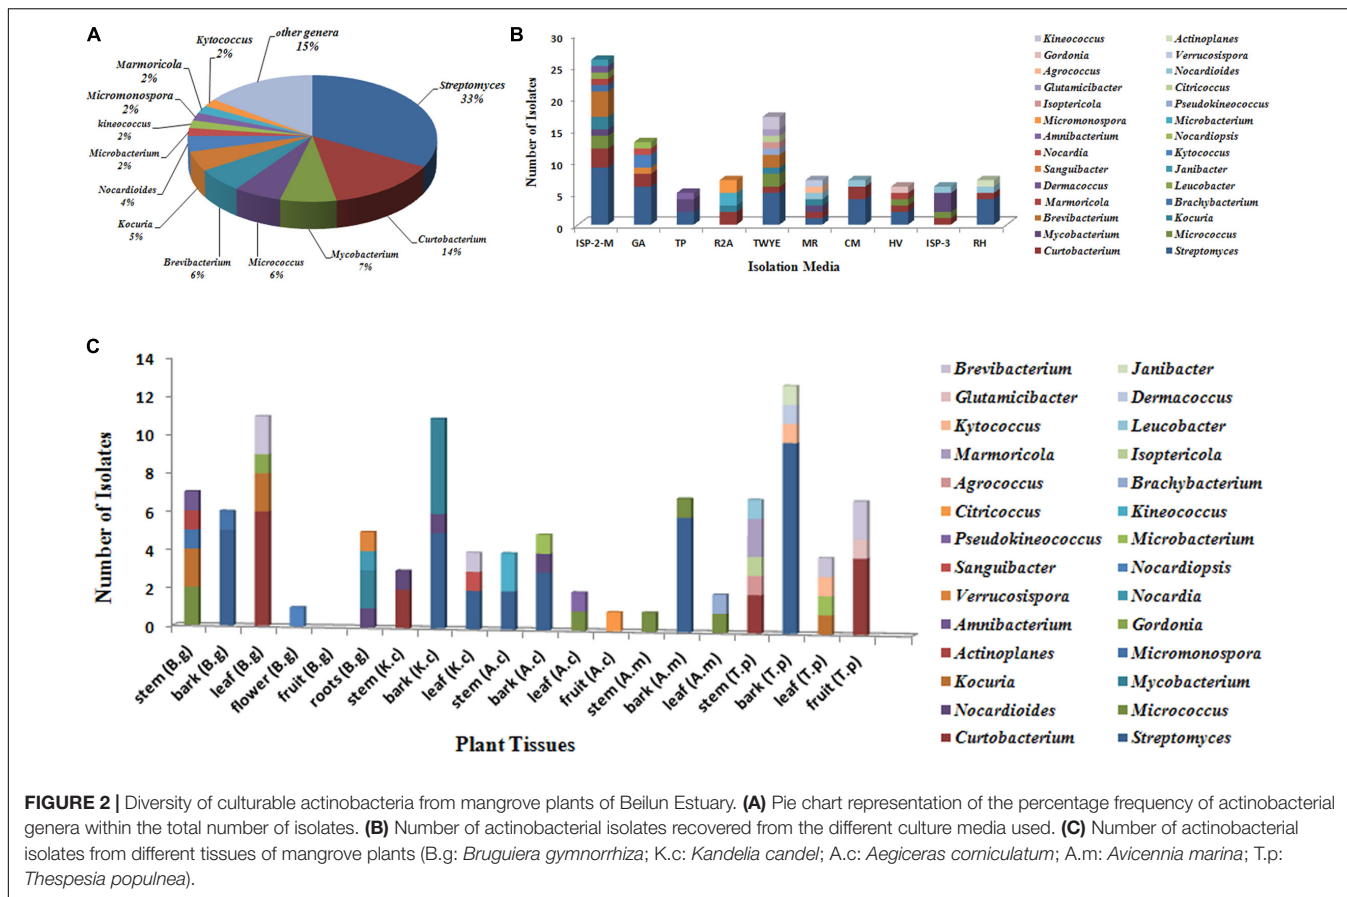 A
other genera
15%
Kytococcus
2%
Marmoricola
2%
Micromonospora
2%
kineococcus
2%
Microbacterium
2%
Nocardioides
4%
Kocuria
5%
Brevibacterium
6%
Micrococcus
6%
Mycobacterium
7%
Curtobacterium
14%
Streptomyces
33%
B
Number of Isolates
30
25
20
15
10
5
0
ISP-2-M GA TP R2A TWYE MR CM HV ISP-3 RH
Isolation Media
Kineococcus Actinoplanes
Gordonia Verrucosispora
Agrococcus Nocardioides
Glutamicibacter Citricoccus
Isoptericola Pseudokineococcus
Micromonospora Microbacterium
Amnibacterium Nocardiopsis
Nocardia Kytococcus
Sanguibacter Janibacter
Dermacoccus Leucobacter
Marmoricola Brachybacterium
Brevibacterium Kocuria
Mycobacterium Micrococcus
Curtobacterium Streptomyces
C
Number of Isolates
14
12
10
8
6
4
2
0
stem (B.g) bark (B.g) leaf (B.g) flower (B.g) fruit (B.g) roots (B.g) stem (K.c) bark (K.c) leaf (K.c) stem (A.c) bark (A.c) leaf (A.c) fruit (A.c) stem (A.m) bark (A.m) leaf (A.m) stem (T.p) bark (T.p) leaf (T.p) fruit (T.p)
Plant Tissues
Brevibacterium Janibacter
Glutamicibacter Dermacoccus
Kytococcus Leucobacter
Marmoricola Isoptericola
Agrococcus Brachybacterium
Citricoccus Kineococcus
Pseudokineococcus Microbacterium
Sanguibacter Nocardiopsis
Verrucosispora Nocardia
Amnibacterium Gordonia
Actinoplanes Micromonospora
Kocuria Mycobacterium
Nocardioides Micrococcus
Curtobacterium Streptomyces
FIGURE 2 | Diversity of culturable actinobacteria from mangrove plants of Beilun Estuary. (A) Pie chart representation of the percentage frequency of actinobacterial
genera within the total number of isolates. (B) Number of actinobacterial isolates recovered from the different culture media used. (C) Number of actinobacterial
isolates from different tissues of mangrove plants (B.g: Bruguiera gymnorrhiza; K.c: Kandelia candel; A.c: Aegiceras corniculatum; A.m: Avicennia marina; T.p:
Thespesia populnea).